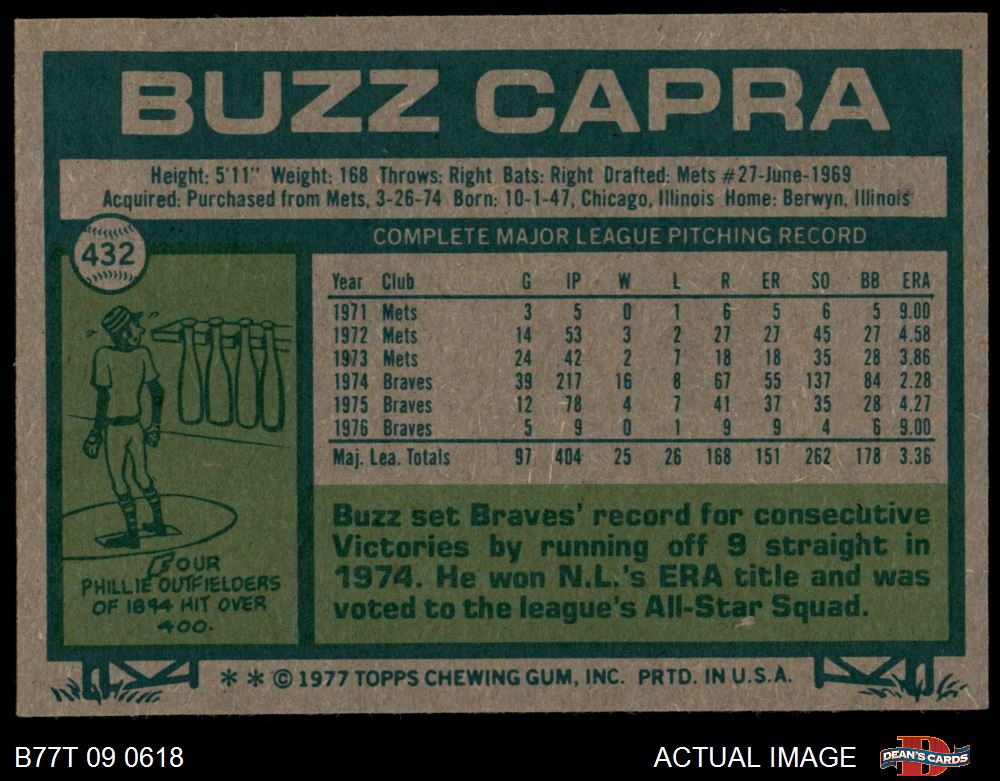 BUZZ CAPRA
Height: 5'11" Weight: 168 Throws: Right Bats: Right Drafted: Mets #27-June-1969
Acquired: Purchased from Mets, 3-26-74 Born: 10-1-47, Chicago, Illinois Home: Berwyn, Illinois
432
COMPLETE MAJOR LEAGUE PITCHING RECORD
Year Club G IP W L R ER SO BB ERA
1971 Mets 3 5 0 1 6 5 6 5 9.00
1972 Mets 14 53 3 2 27 27 45 27 4.58
1973 Mets 24 42 2 7 18 18 35 28 3.86
1974 Braves 39 217 16 8 67 55 137 84 2.28
1975 Braves 12 78 4 7 41 37 35 28 4.27
1976 Braves 5 9 0 1 9 9 4 6 9.00
Maj. Lea. Totals 97 404 25 26 168 151 262 178 3.36
FOUR
PHILLIE OUTFIELDERS
OF 1894 HIT OVER
400.
Buzz set Braves' record for consecutive
Victories by running off 9 straight in
1974. He won N.L.'s ERA title and was
voted to the league's All-Star Squad.
* * © 1977 TOPPS CHEWING GUM, INC. PRTD. IN U.S.A.
B77T 09 0618
ACTUAL IMAGE
D
DEAN'S CARDS